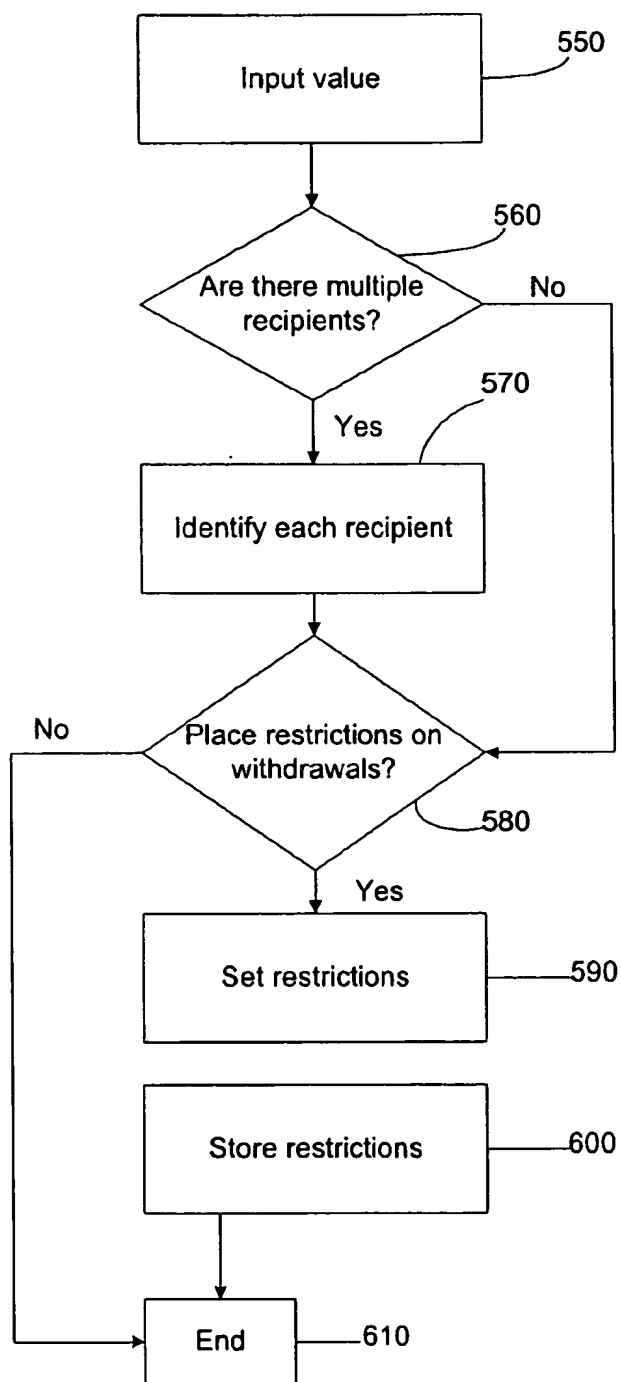 Input value
550
560
Are there multiple
recipients?
No
570
Yes
Identify each recipient
No
Place restrictions on
withdrawals?
580
Yes
Set restrictions
590
Store restrictions
600
End
610